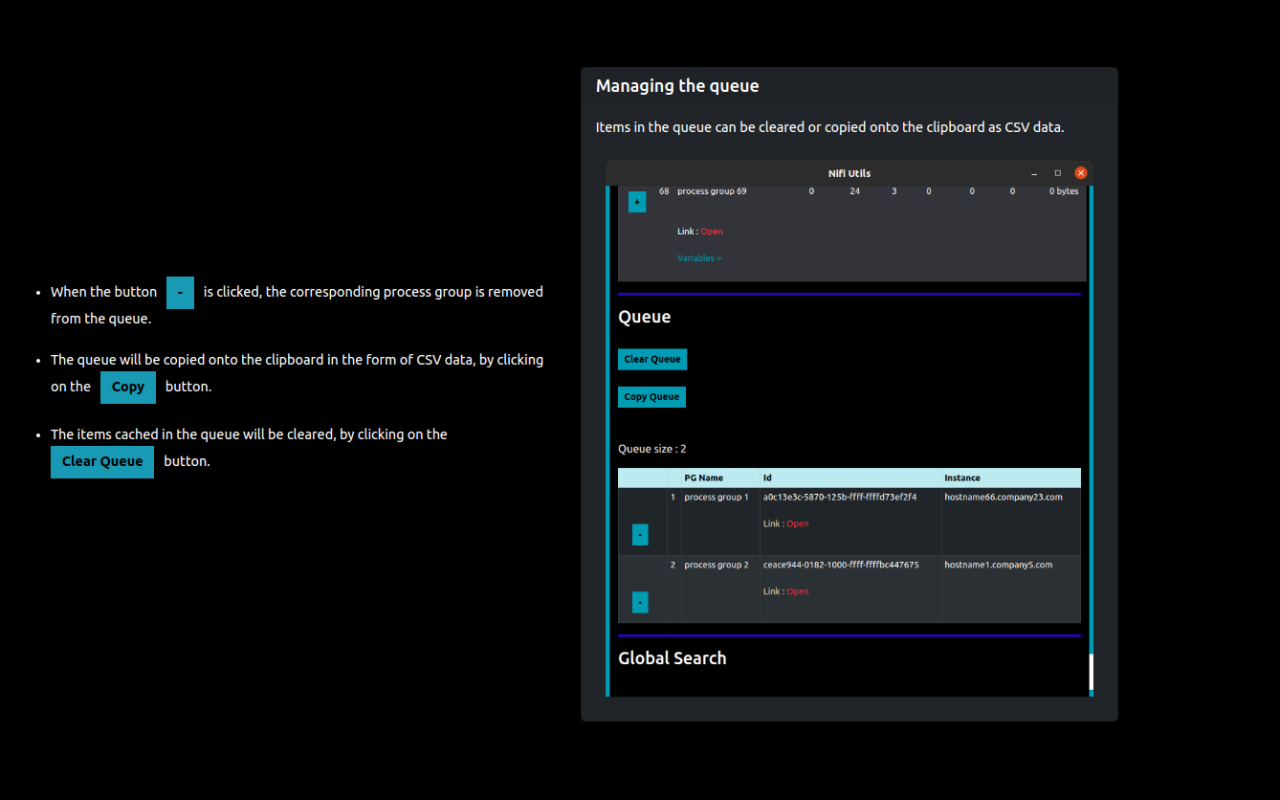 • When the button - is clicked, the corresponding process group is removed
from the queue.
• The queue will be copied onto the clipboard in the form of CSV data, by clicking
on the Copy button.
• The items cached in the queue will be cleared, by clicking on the
Clear Queue button.
Managing the queue
Items in the queue can be cleared or copied onto the clipboard as CSV data.
Nifi Utils
+ 68 process group 69 0 24 3 0 0 0 0 bytes
Link : Open
Variables >
Queue
Clear Queue
Copy Queue
Queue size : 2
PG Name Id Instance
1 process group 1 a0c13e3c-5870-125b-ffff-ffffd73ef2f4 hostname66.company23.com
Link : Open
-
2 process group 2 ceace944-0182-1000-ffff-ffffbc447675 hostname1.company5.com
Link : Open
-
Global Search